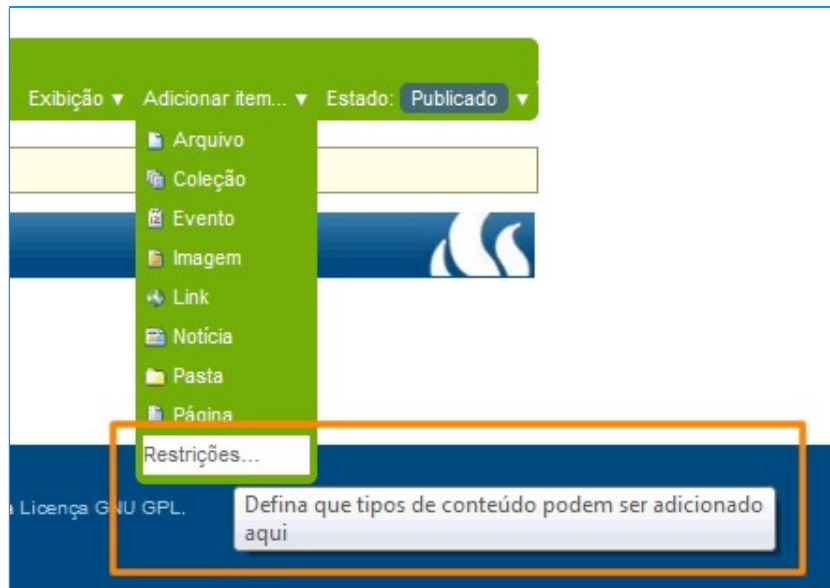 Exibição ▼ Adicionar item... ▼ Estado: Publicado ▼
Arquivo
Coleção
Evento
Imagem
Link
Notícia
Pasta
Página
Restrições...
Licença GNU GPL.
Defina que tipos de conteúdo podem ser adicionado
aqui